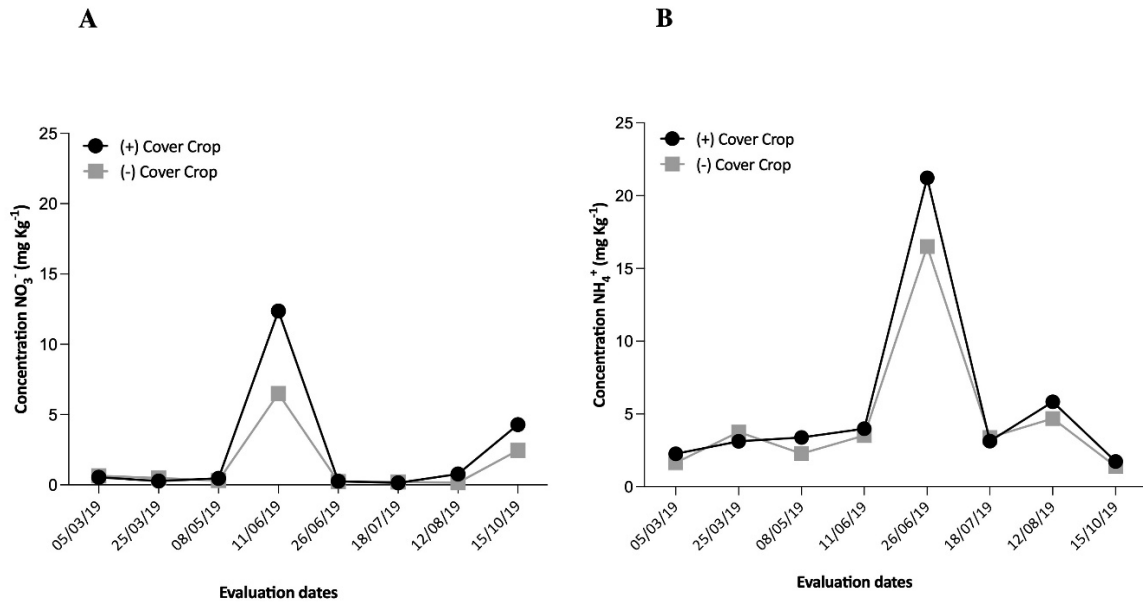 A
B
25
20
15
10
5
0
Concentration NO₃⁻ (mg Kg⁻¹)
(+) Cover Crop
(-) Cover Crop
05/03/19
25/03/19
08/05/19
11/06/19
26/06/19
18/07/19
12/08/19
15/10/19
Evaluation dates
25
20
15
10
5
0
Concentration NH₄⁺ (mg Kg⁻¹)
(+) Cover Crop
(-) Cover Crop
05/03/19
25/03/19
08/05/19
11/06/19
26/06/19
18/07/19
12/08/19
15/10/19
Evaluation dates